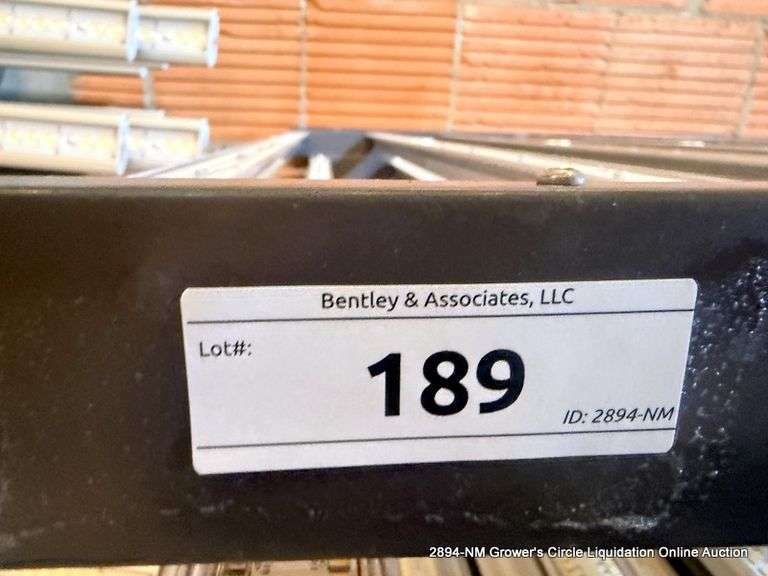 Bentley & Associates, LLC
Lot#:
189
ID: 2894-NM
2894-NM Grower's Circle Liquidation Online Auction